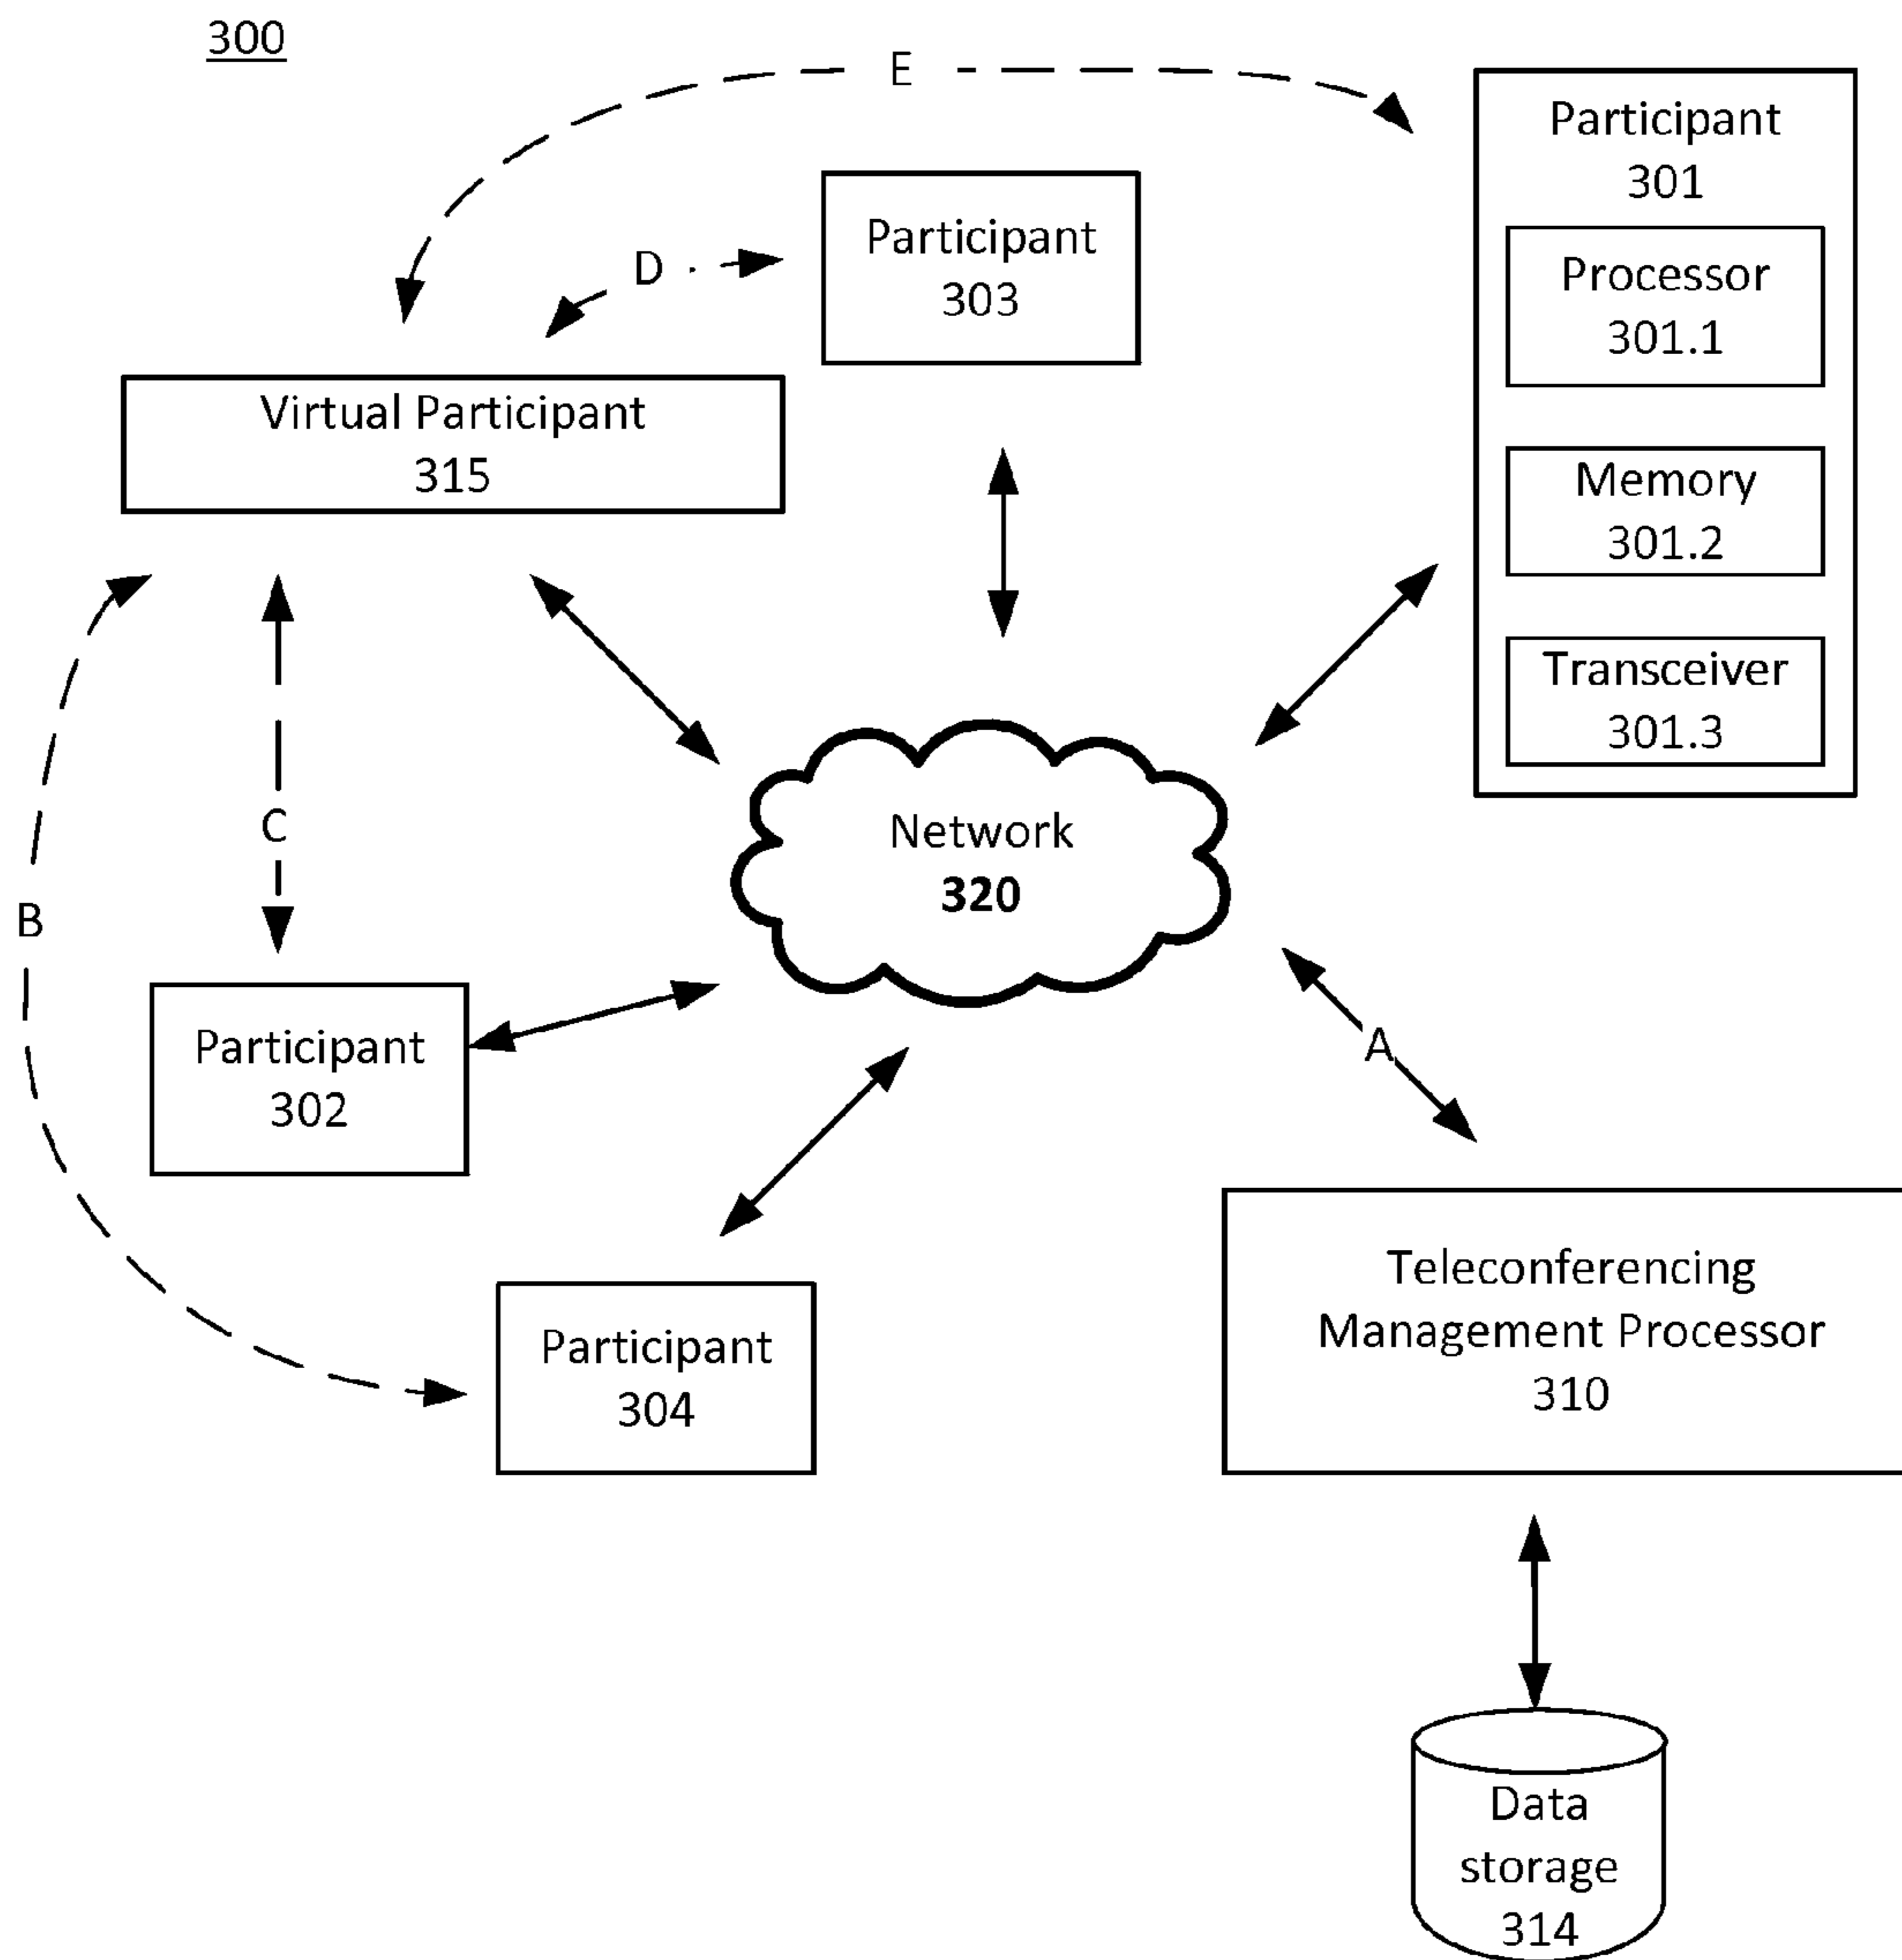 300
E
Participant
301
Processor
301.1
Memory
301.2
Transceiver
301.3
Participant
303
D
Virtual Participant
315
C
B
Network
320
A
Participant
302
Participant
304
Teleconferencing
Management Processor
310
Data
storage
314